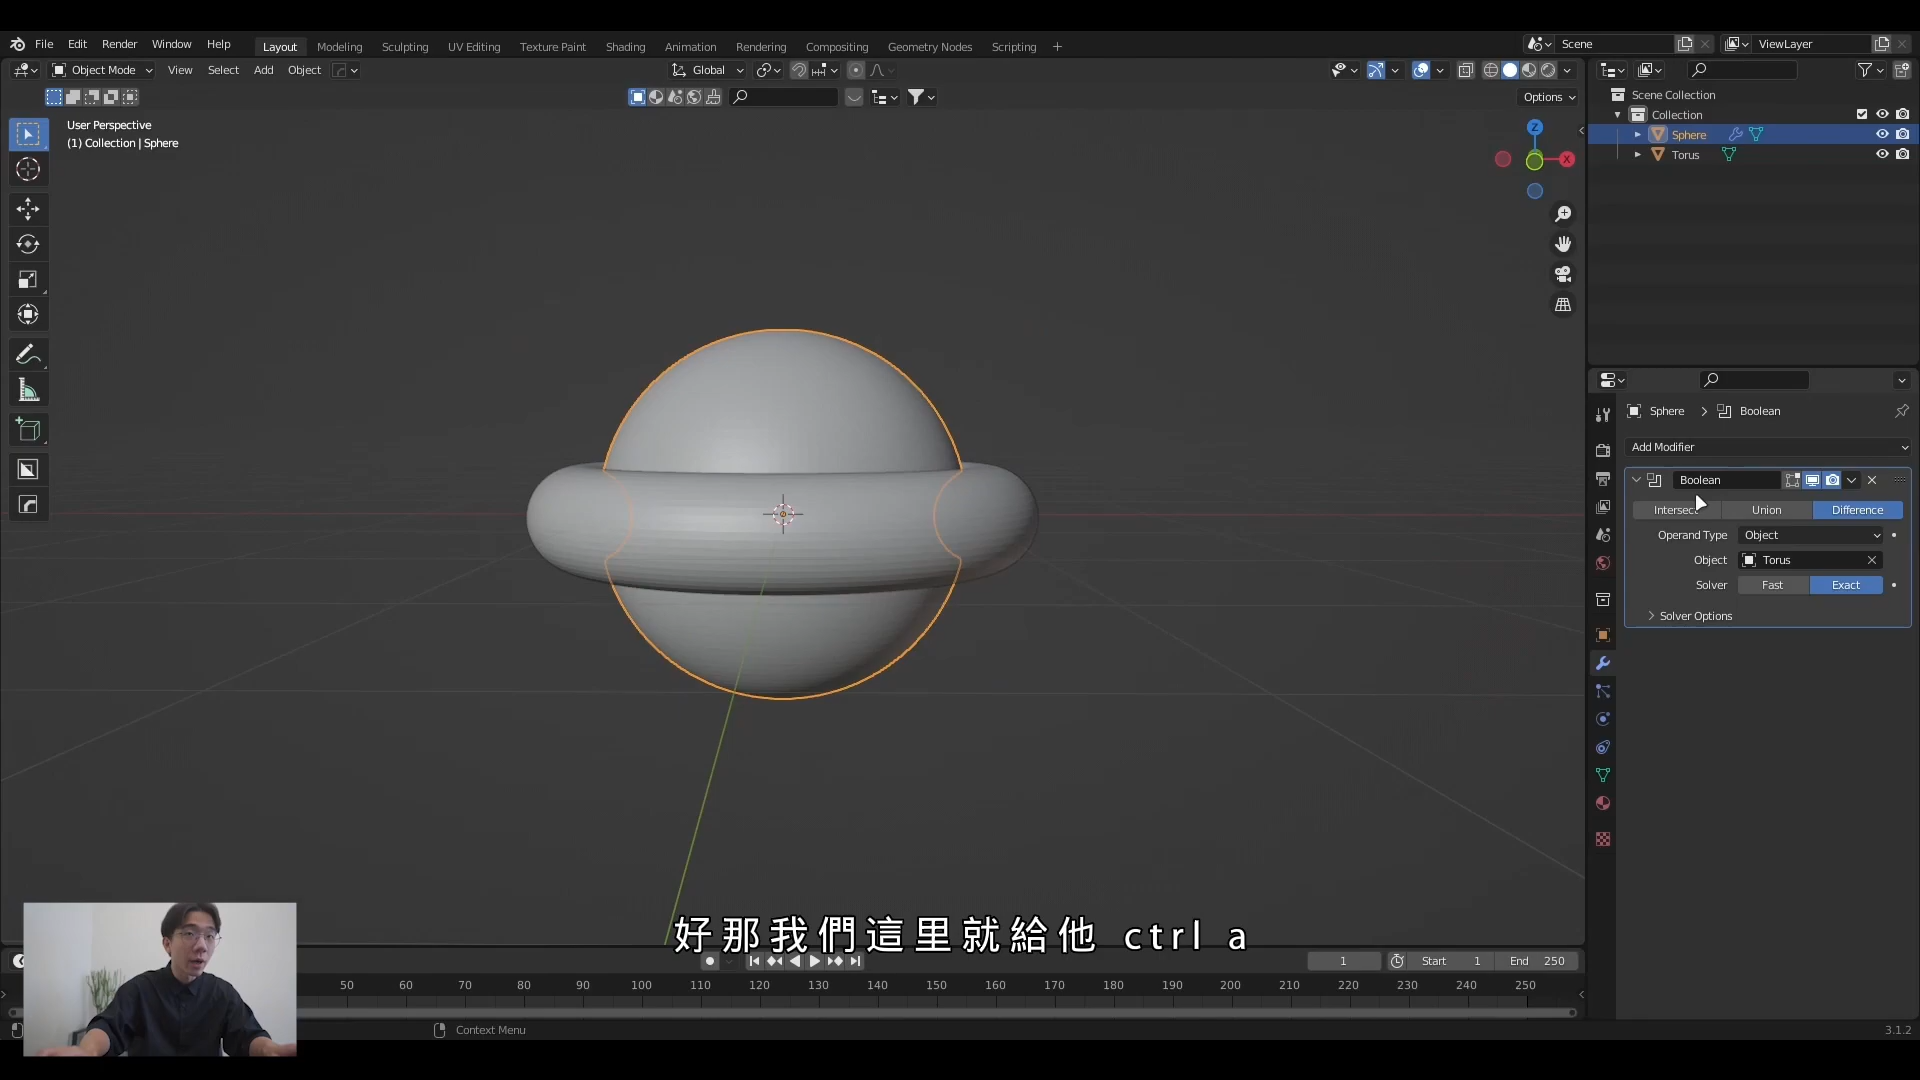 File Edit Render Window Help Layout Modeling Sculpting UV Editing Texture Paint Shading Animation Rendering Compositing Geometry Nodes Scripting + Scene ViewLayer
Object Mode View Select Add Object Global
Options
User Perspective
(1) Collection | Sphere
Z
X
Scene Collection
Collection
Sphere
Torus
Sphere > Boolean
Add Modifier
Boolean
Intersect Union Difference
Operand Type Object
Object Torus
Solver Fast Exact
Solver Options
好那我們這里就給他 ctrl a
1 Start 1 End 250
50 60 70 80 90 100 110 120 130 140 150 160 170 180 190 200 210 220 230 240 250
Context Menu
3.1.2